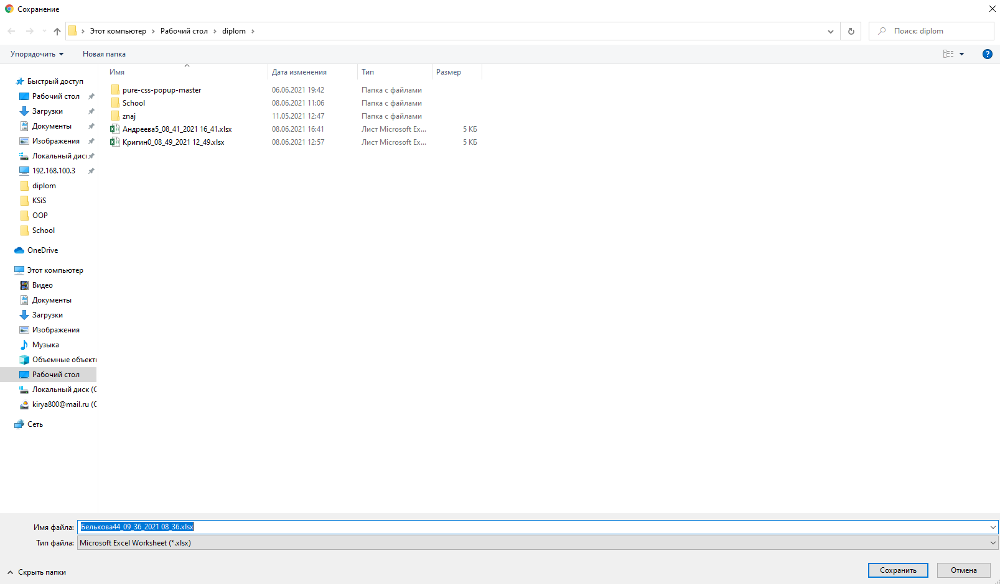 Сохранение
Этот компьютер › Рабочий стол › diplom ›
Поиск: diplom
Упорядочить Новая папка
Имя Дата изменения Тип Размер
pure-css-popup-master 06.06.2021 19:42 Папка с файлами
School 08.06.2021 11:06 Папка с файлами
znaj 11.05.2021 12:47 Папка с файлами
Андреева5_08_41_2021 16_41.xlsx 08.06.2021 16:41 Лист Microsoft Ex... 5 КБ
Кригин0_08_49_2021 12_49.xlsx 08.06.2021 12:57 Лист Microsoft Ex... 5 КБ
Быстрый доступ
Рабочий стол
Загрузки
Документы
Изображения
Локальный дис
192.168.100.3
diplom
KSiS
OOP
School
OneDrive
Этот компьютер
Видео
Документы
Загрузки
Изображения
Музыка
Объемные объекты
Рабочий стол
Локальный диск (C
kirya800@mail.ru (C
Сеть
Имя файла: Белькова44_09_36_2021 08_36.xlsx
Тип файла: Microsoft Excel Worksheet (*.xlsx)
Скрыть папки
Сохранить Отмена